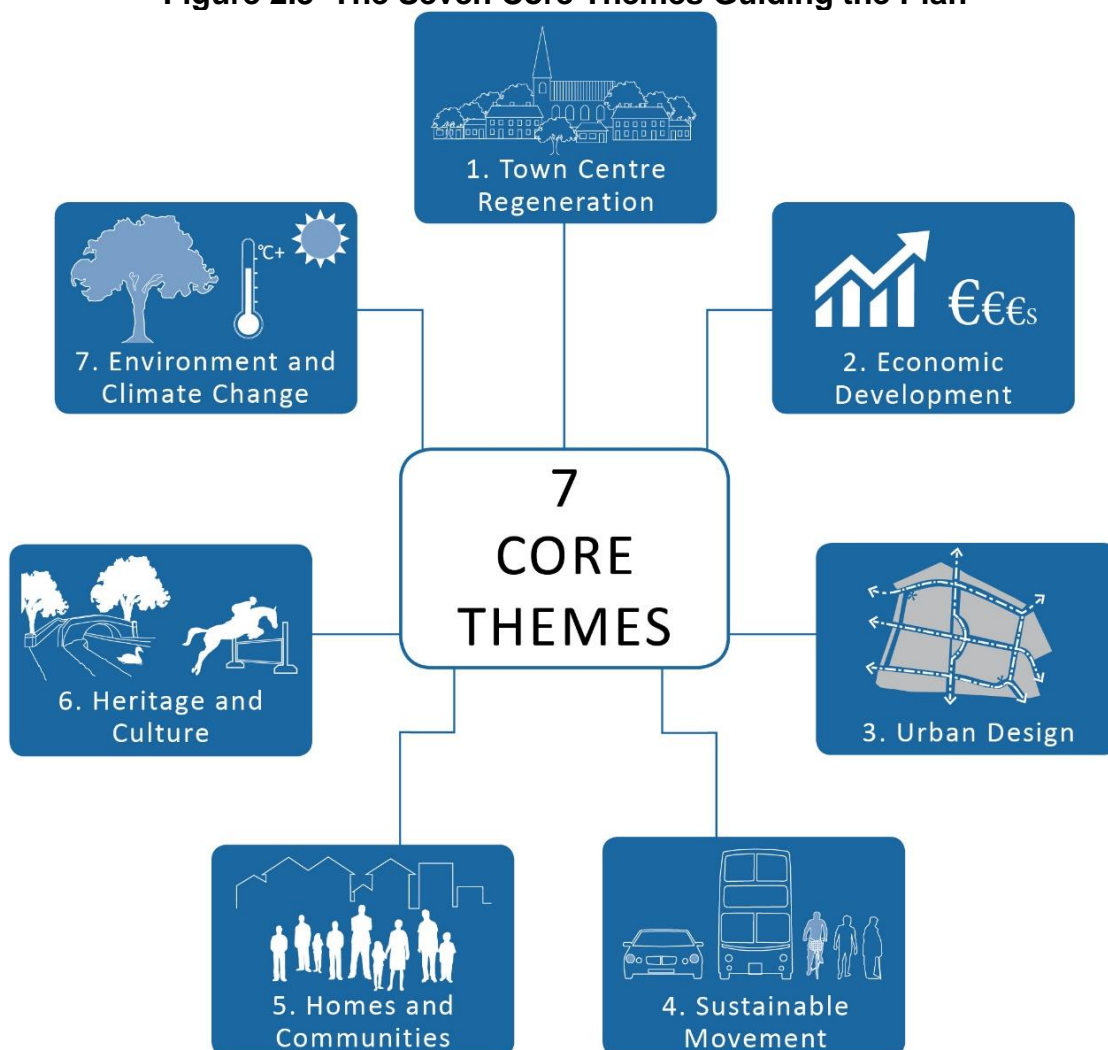 Figure 2.3 The Seven Core Themes Guiding the Plan
1. Town Centre
Regeneration
°C+
7. Environment and
Climate Change
€€€s
2. Economic
Development
7
CORE
THEMES
6. Heritage and
Culture
3. Urban Design
5. Homes and
Communities
4. Sustainable
Movement